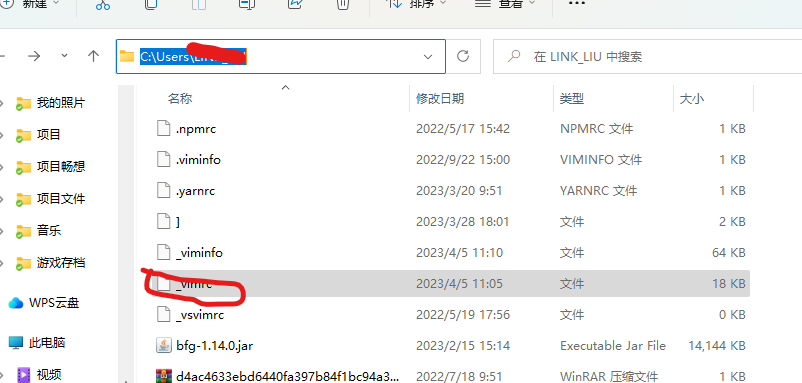 新建
排序
查看
C:\Users\
在 LINK_LIU 中搜索
名称 修改日期 类型 大小
我的照片
项目
项目畅想
项目文件
音乐
游戏存档
WPS云盘
此电脑
视频
.npmrc 2022/5/17 15:42 NPMRC 文件 1 KB
.viminfo 2022/9/22 15:00 VIMINFO 文件 1 KB
.yarnrc 2023/3/20 9:51 YARNRC 文件 1 KB
] 2023/3/28 18:01 文件 2 KB
_viminfo 2023/4/5 11:10 文件 64 KB
_vimrc 2023/4/5 11:05 文件 18 KB
_vsvimrc 2022/5/19 17:56 文件 0 KB
bfg-1.14.0.jar 2023/2/15 15:14 Executable Jar File 14,144 KB
d4ac4633ebd6440fa397b84f1bc94a3... 2022/7/18 9:51 WinRAR 压缩文件 1 KB